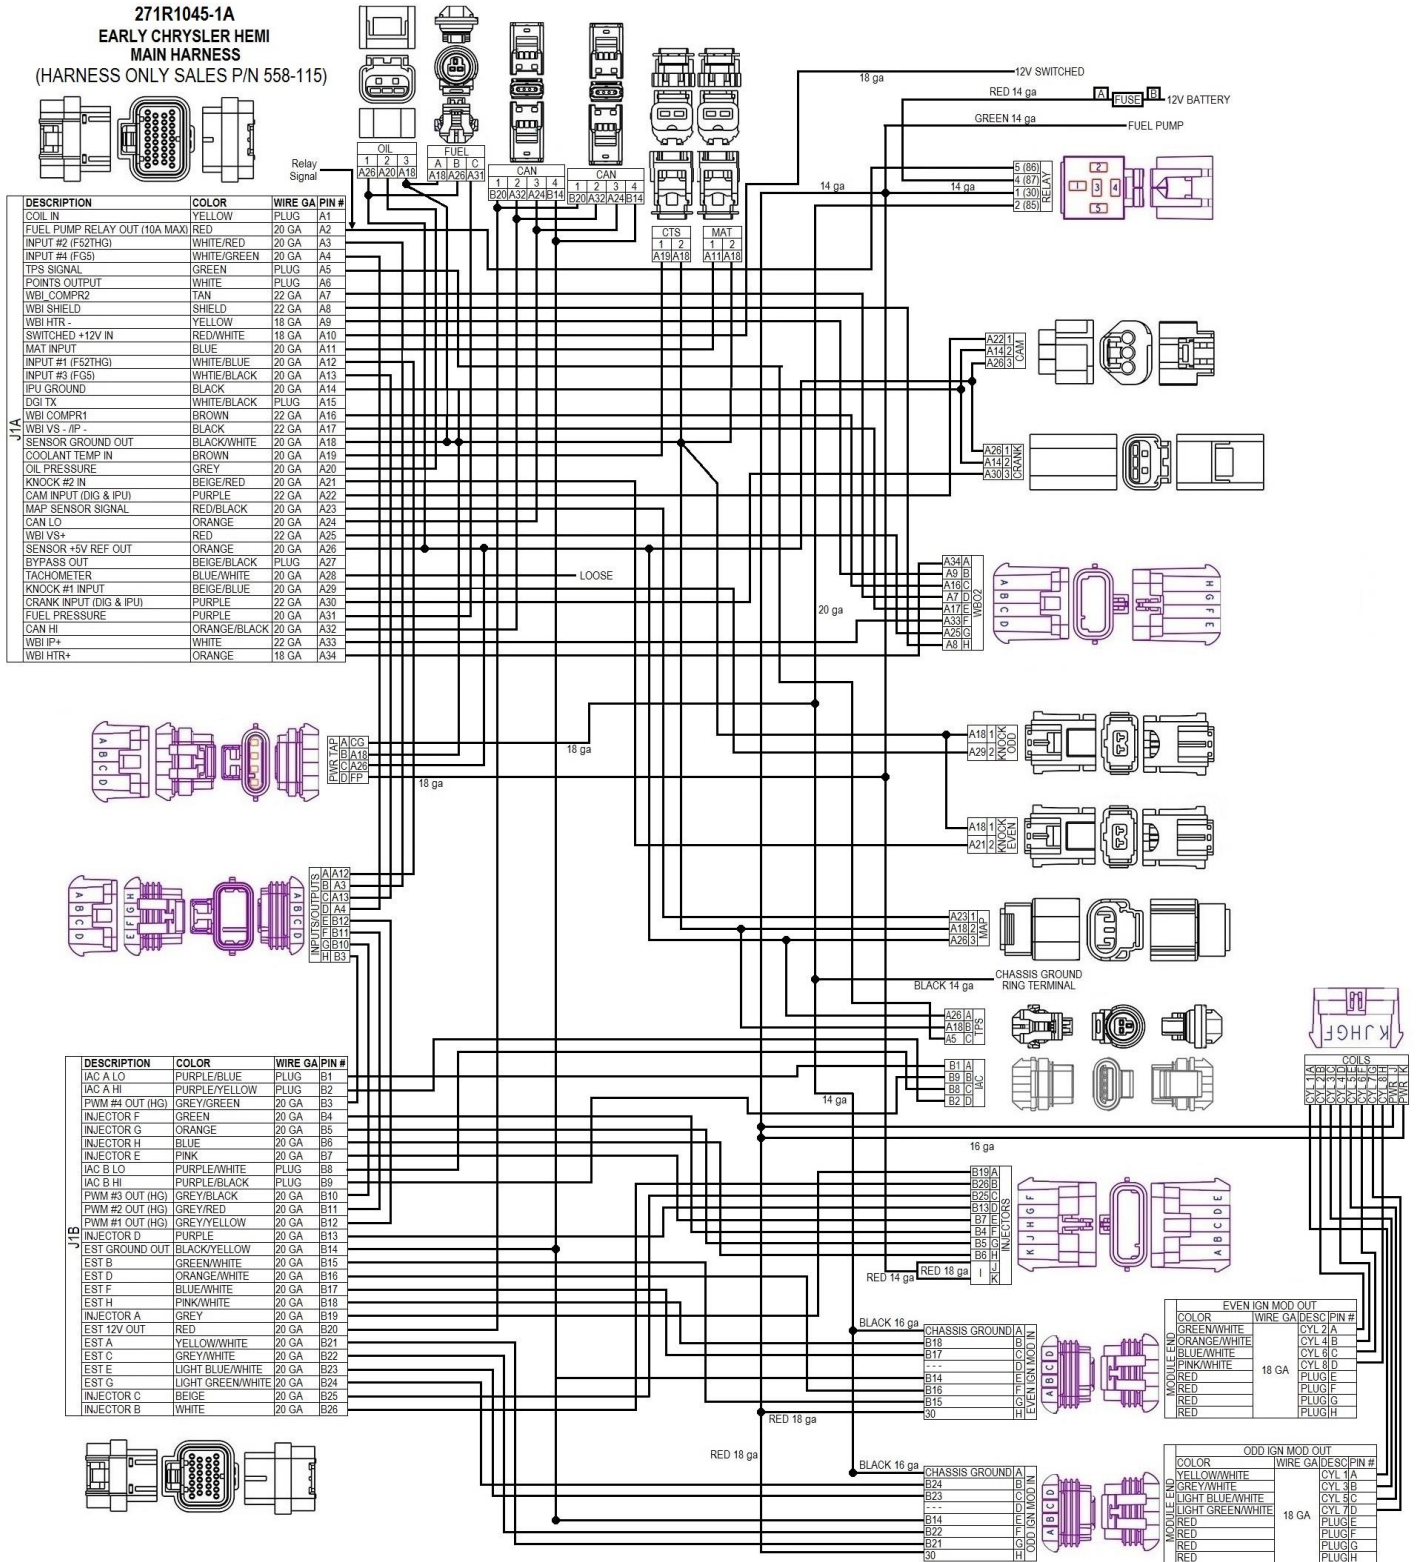 271R1045-1A
EARLY CHRYSLER HEMI
MAIN HARNESS
(HARNESS ONLY SALES P/N 558-115)
Relay
Signal
OIL
1 2 3
A26 A20 A18
FUEL
A B C
A18 A26 A31
CAN
1 2 3 4
B20 A32 A24 B14
CAN
1 2 3 4
B20 A32 A24 B14
CTS
1 2
A19 A18
MAT
1 2
A11 A18
18 ga
12V SWITCHED
RED 14 ga
A FUSE B
12V BATTERY
GREEN 14 ga
FUEL PUMP
14 ga
14 ga
5 (86)
4 (87)
1 (30)
2 (85)
RELAY
2
1 3 4
5
J1A
DESCRIPTION COLOR WIRE GA PIN #
COIL IN YELLOW PLUG A1
FUEL PUMP RELAY OUT (10A MAX) RED 20 GA A2
INPUT #2 (F52THG) WHITE/RED 20 GA A3
INPUT #4 (FG5) WHITE/GREEN 20 GA A4
TPS SIGNAL GREEN PLUG A5
POINTS OUTPUT WHITE PLUG A6
WBI_COMPR2 TAN 22 GA A7
WBI SHIELD SHIELD 22 GA A8
WBI HTR - YELLOW 18 GA A9
SWITCHED +12V IN RED/WHITE 18 GA A10
MAT INPUT BLUE 20 GA A11
INPUT #1 (F52THG) WHITE/BLUE 20 GA A12
INPUT #3 (FG5) WHTIE/BLACK 20 GA A13
IPU GROUND BLACK 20 GA A14
DGI TX WHITE/BLACK PLUG A15
WBI COMPR1 BROWN 22 GA A16
WBI VS - /IP - BLACK 22 GA A17
SENSOR GROUND OUT BLACK/WHITE 20 GA A18
COOLANT TEMP IN BROWN 20 GA A19
OIL PRESSURE GREY 20 GA A20
KNOCK #2 IN BEIGE/RED 20 GA A21
CAM INPUT (DIG & IPU) PURPLE 22 GA A22
MAP SENSOR SIGNAL RED/BLACK 20 GA A23
CAN LO ORANGE 20 GA A24
WBI VS+ RED 22 GA A25
SENSOR +5V REF OUT ORANGE 20 GA A26
BYPASS OUT BEIGE/BLACK PLUG A27
TACHOMETER BLUE/WHITE 20 GA A28
KNOCK #1 INPUT BEIGE/BLUE 20 GA A29
CRANK INPUT (DIG & IPU) PURPLE 22 GA A30
FUEL PRESSURE PURPLE 20 GA A31
CAN HI ORANGE/BLACK 20 GA A32
WBI IP+ WHITE 22 GA A33
WBI HTR+ ORANGE 18 GA A34
LOOSE
A22 1
A14 2
A26 3
CAM
A26 1
A14 2
A30 3
CRANK
A34 A
A9 B
A16 C
A7 D
A17 E
A33 F
A25 G
A8 H
WBO2
A B C D
H G F E
20 ga
18 ga
18 ga
A B C D
PWR TAP
A CG
B A18
C A26
D FP
A18 1
A29 2
KNOCK ODD
A18 1
A21 2
KNOCK EVEN
A B C D
H G F E
A B C D
INPUTS/OUTPUTS
A A12
B A3
C A13
D A4
E B12
F B11
G B10
H B3
A23 1
A18 2
A26 3
MAP
CHASSIS GROUND
RING TERMINAL
BLACK 14 ga
A26 A
A18 B
A5 C
TPS
B1 A
B9 B
B8 C
B2 D
IAC
14 ga
16 ga
K J H G F
COILS
CYL 1 A
CYL 2 B
CYL 3 C
CYL 4 D
CYL 5 E
CYL 6 F
CYL 7 G
CYL 8 H
PWR J
PWR K
J1B
DESCRIPTION COLOR WIRE GA PIN #
IAC A LO PURPLE/BLUE PLUG B1
IAC A HI PURPLE/YELLOW PLUG B2
PWM #4 OUT (HG) GREY/GREEN 20 GA B3
INJECTOR F GREEN 20 GA B4
INJECTOR G ORANGE 20 GA B5
INJECTOR H BLUE 20 GA B6
INJECTOR E PINK 20 GA B7
IAC B LO PURPLE/WHITE PLUG B8
IAC B HI PURPLE/BLACK PLUG B9
PWM #3 OUT (HG) GREY/BLACK 20 GA B10
PWM #2 OUT (HG) GREY/RED 20 GA B11
PWM #1 OUT (HG) GREY/YELLOW 20 GA B12
INJECTOR D PURPLE 20 GA B13
EST GROUND OUT BLACK/YELLOW 20 GA B14
EST B GREEN/WHITE 20 GA B15
EST D ORANGE/WHITE 20 GA B16
EST F BLUE/WHITE 20 GA B17
EST H PINK/WHITE 20 GA B18
INJECTOR A GREY 20 GA B19
EST 12V OUT RED 20 GA B20
EST A YELLOW/WHITE 20 GA B21
EST C GREY/WHITE 20 GA B22
EST E LIGHT BLUE/WHITE 20 GA B23
EST G LIGHT GREEN/WHITE 20 GA B24
INJECTOR C BEIGE 20 GA B25
INJECTOR B WHITE 20 GA B26
B19 A
B26 B
B25 C
B13 D
B7 E
B4 F
B5 G
B6 H
I J
K
INJECTORS
RED 18 ga
RED 14 ga
K J H G F
A B C D E
BLACK 16 ga
CHASSIS GROUND A
B18 B
B17 C
--- D
B14 E
B16 F
B15 G
30 H
EVEN IGN MOD IN
A B C D
RED 18 ga
EVEN IGN MOD OUT
COLOR WIRE GA DESC PIN #
GREEN/WHITE CYL 2 A
ORANGE/WHITE CYL 4 B
BLUE/WHITE CYL 6 C
PINK/WHITE CYL 8 D
RED PLUG E
RED PLUG F
RED PLUG G
RED PLUG H
18 GA
MODULE END
RED 18 ga
BLACK 16 ga
CHASSIS GROUND A
B24 B
B23 C
--- D
B14 E
B22 F
B21 G
30 H
ODD IGN MOD IN
A B C D
ODD IGN MOD OUT
COLOR WIRE GA DESC PIN #
YELLOW/WHITE CYL 1 A
GREY/WHITE CYL 3 B
LIGHT BLUE/WHITE CYL 5 C
LIGHT GREEN/WHITE CYL 7 D
RED PLUG E
RED PLUG F
RED PLUG G
RED PLUG H
18 GA
MODULE END